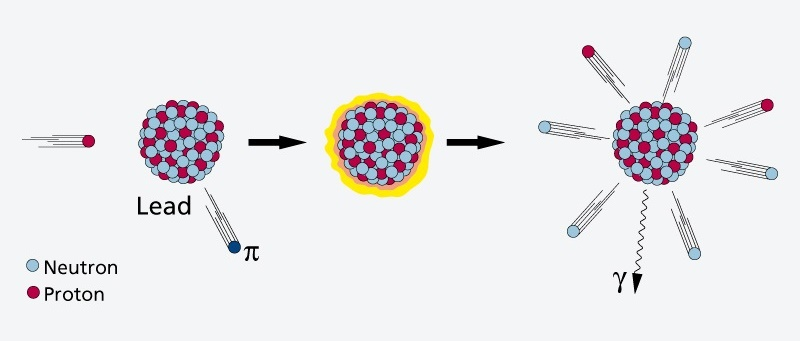 Lead
π
Neutron
Proton
γ